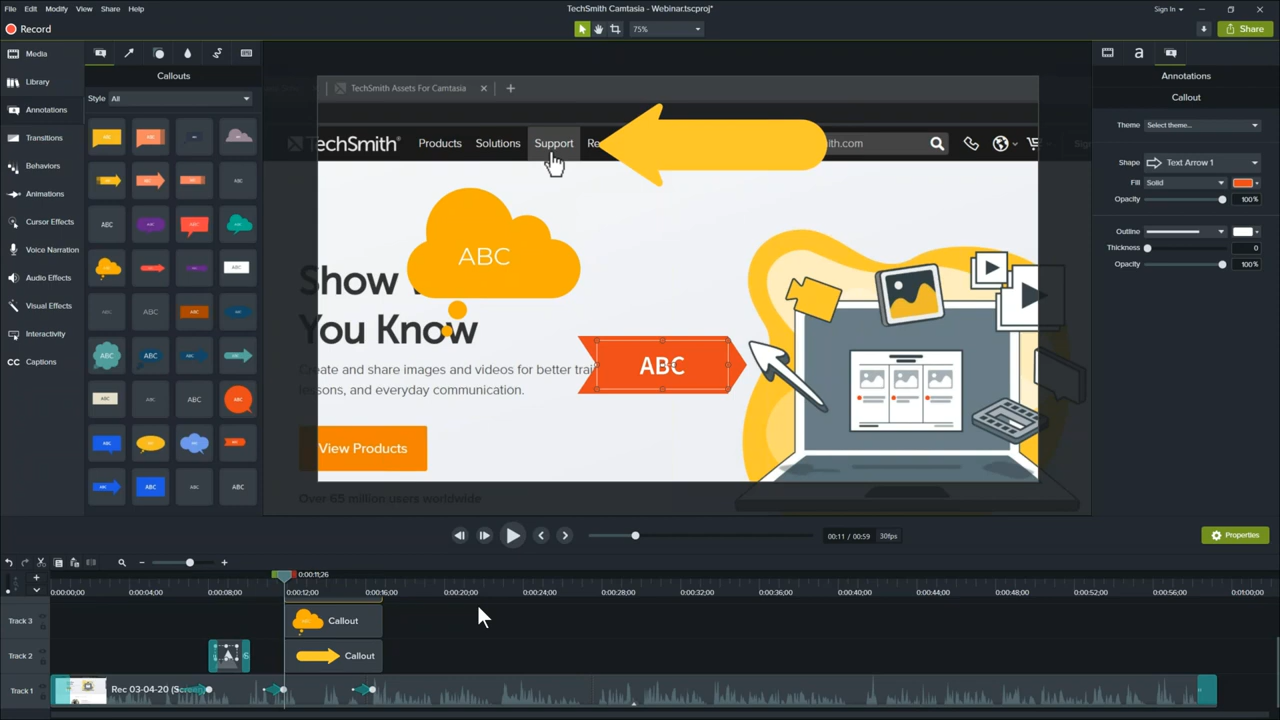 File Edit Modify View Share Help
TechSmith Camtasia - Webinar.tscproj*
Sign In
Record
75%
Share
Media
Library
Annotations
Transitions
Behaviors
Animations
Cursor Effects
Voice Narration
Audio Effects
Visual Effects
Interactivity
Captions
Callouts
Style All
TechSmith Assets For Camtasia
TechSmith® Products Solutions Support
ABC
Show
You Know
Create and share images and videos for better
lessons, and everyday communication.
ABC
View Products
Over 65 million users worldwide
a
Annotations
Callout
Theme: Select theme...
Shape: Text Arrow 1
Fill Solid
Opacity 100%
Outline
Thickness 0
Opacity 100%
00:11 / 00:59 30fps
Properties
0:00:11;26
0:00:00;00 0:00:04;00 0:00:08;00 0:00:12;00 0:00:16;00 0:00:20;00 0:00:24;00 0:00:28;00 0:00:32;00 0:00:36;00 0:00:40;00 0:00:44;00 0:00:48;00 0:00:52;00 0:00:56;00 0:01:00;00
Track 3 Callout
Track 2 Callout
Track 1 Rec 03-04-20